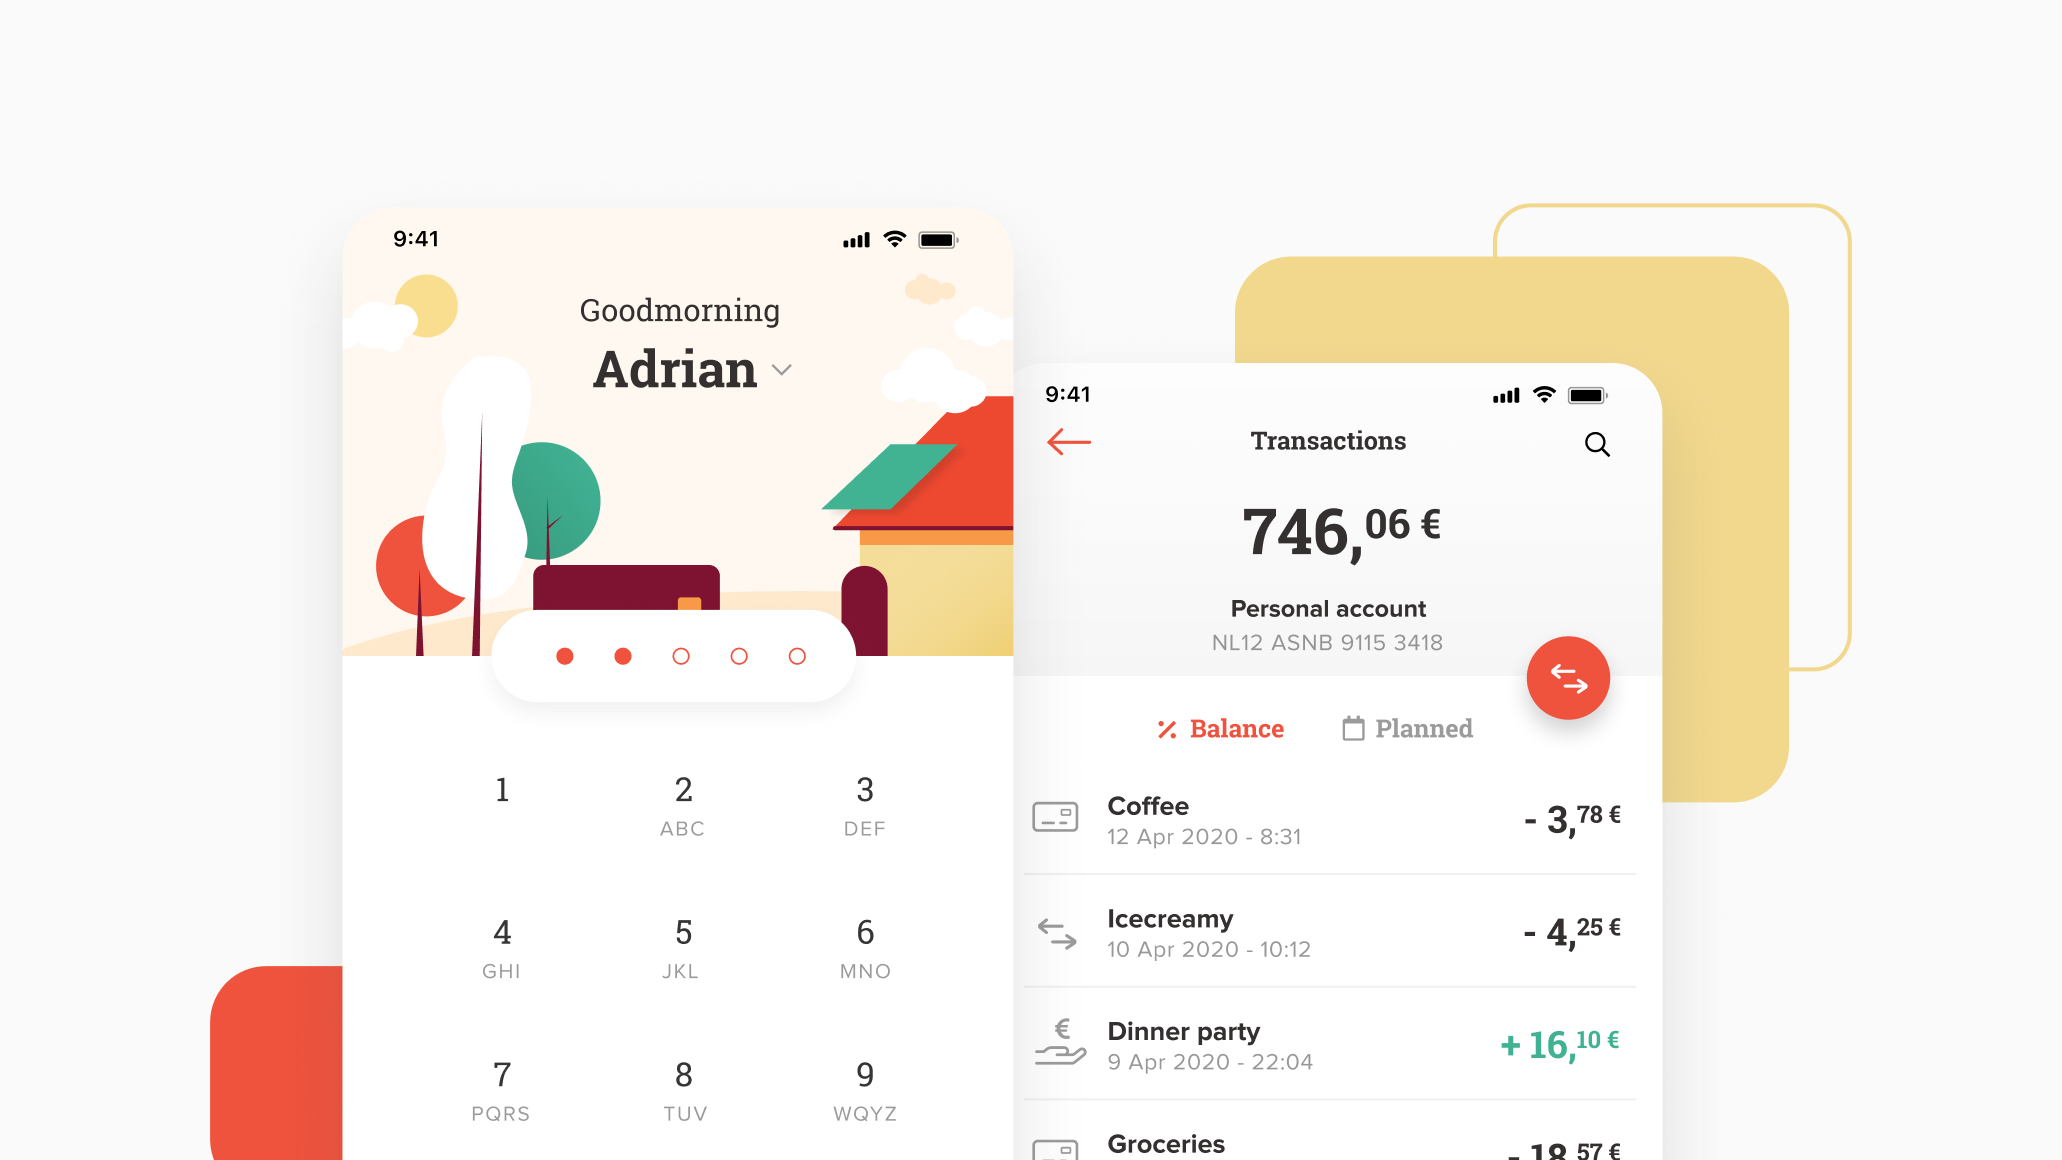 9:41
Goodmorning
Adrian
1
2
3
ABC
DEF
4
5
6
GHI
JKL
MNO
7
8
9
PQRS
TUV
WQYZ
9:41
Transactions
746,06 €
Personal account
NL12 ASNB 9115 3418
Balance
Planned
Coffee
- 3,78 €
12 Apr 2020 - 8:31
Icecreamy
- 4,25 €
10 Apr 2020 - 10:12
€
Dinner party
+ 16,10 €
9 Apr 2020 - 22:04
Groceries
- 18,57 €